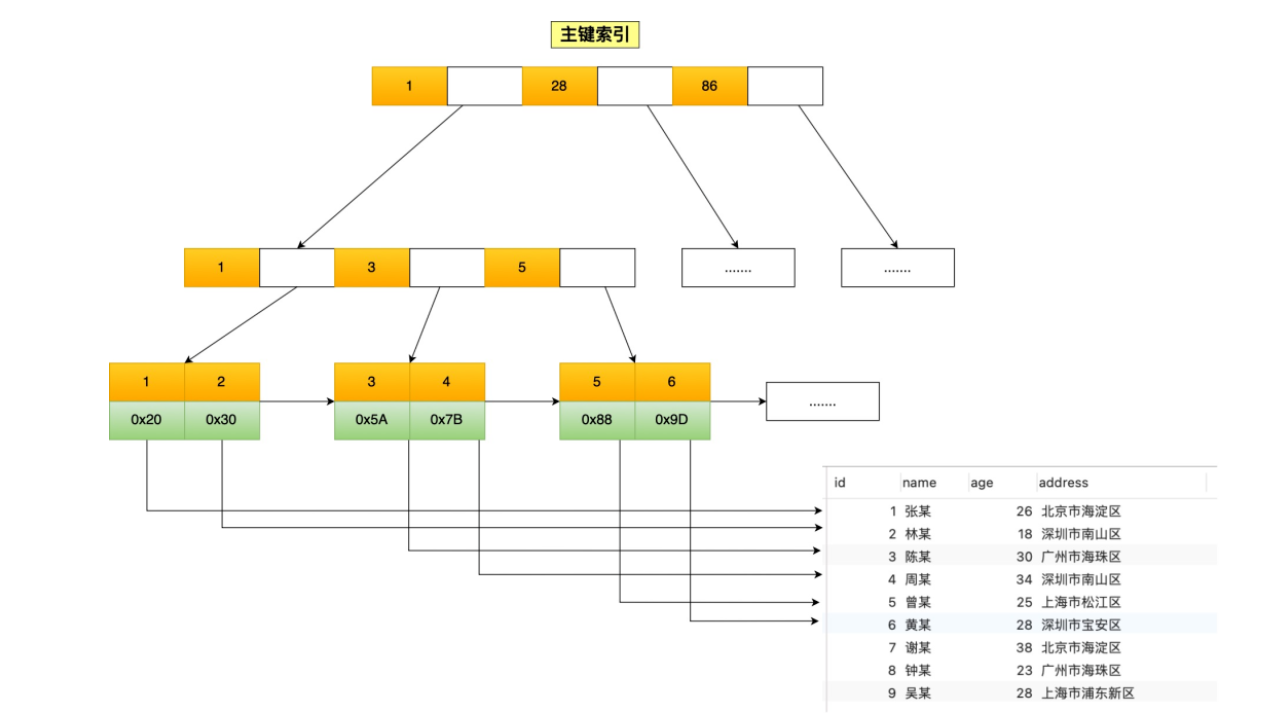 主键索引
1 28 86
1 3 5 ....... .......
1 2 3 4 5 6
0x20 0x30 0x5A 0x7B 0x88 0x9D .......
id name age address
1 张某 26 北京市海淀区
2 林某 18 深圳市南山区
3 陈某 30 广州市海珠区
4 周某 34 深圳市南山区
5 曾某 25 上海市松江区
6 黄某 28 深圳市宝安区
7 谢某 38 北京市海淀区
8 钟某 23 广州市海珠区
9 吴某 28 上海市浦东新区